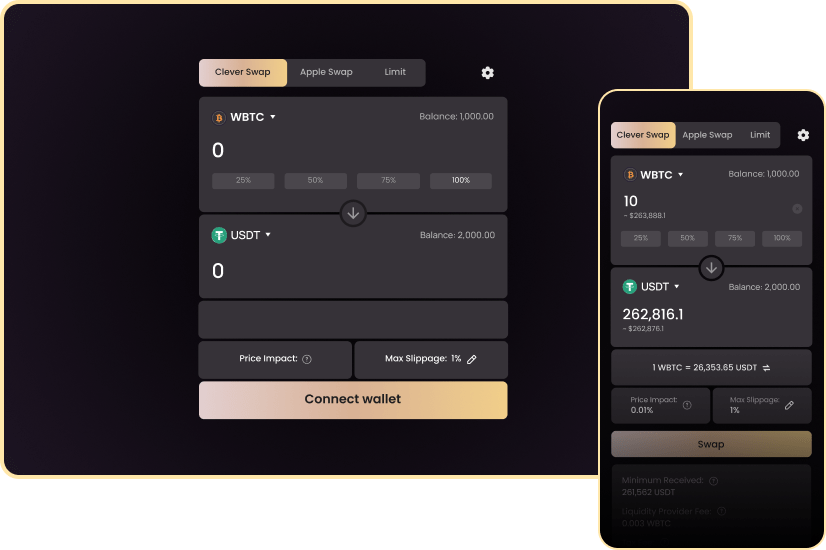 Clever Swap Apple Swap Limit
WBTC Balance: 1,000.00
0
25% 50% 75% 100%
USDT Balance: 2,000.00
0
Price Impact: Max Slippage: 1%
Connect wallet
Clever Swap Apple Swap Limit
WBTC Balance: 1,000.00
10
~ $263,888.1
25% 50% 75% 100%
USDT Balance: 2,000.00
262,816.1
~ $262,876.1
1 WBTC = 26,353.65 USDT
Price Impact: Max Slippage:
0.01% 1%
Swap
Minimum Received:
261,562 USDT
Liquidity Provider Fee:
0.003 WBTC